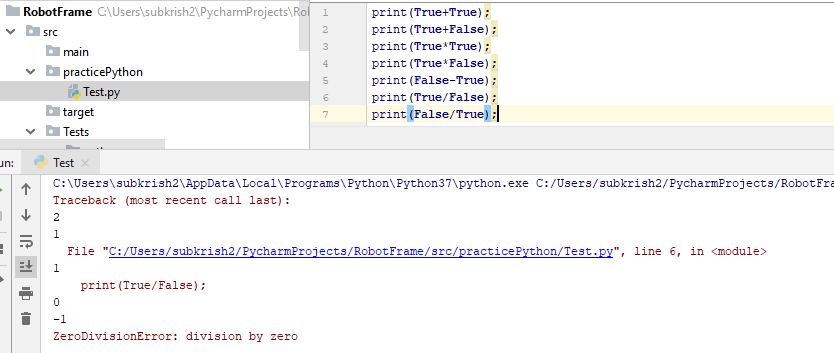 RobotFrame C:\Users\subkrish2\PycharmProjects\Ro
src
main
practicePython
Test.py
target
Tests
1 print(True+True);
2 print(True+False);
3 print(True*True);
4 print(True*False);
5 print(False-True);
6 print(True/False);
7 print(False/True);
un: Test
C:\Users\subkrish2\AppData\Local\Programs\Python\Python37\python.exe C:/Users/subkrish2/PycharmProjects/RobotFra
Traceback (most recent call last):
2
1
File "C:/Users/subkrish2/PycharmProjects/RobotFrame/src/practicePython/Test.py", line 6, in <module>
1
print(True/False);
0
-1
ZeroDivisionError: division by zero